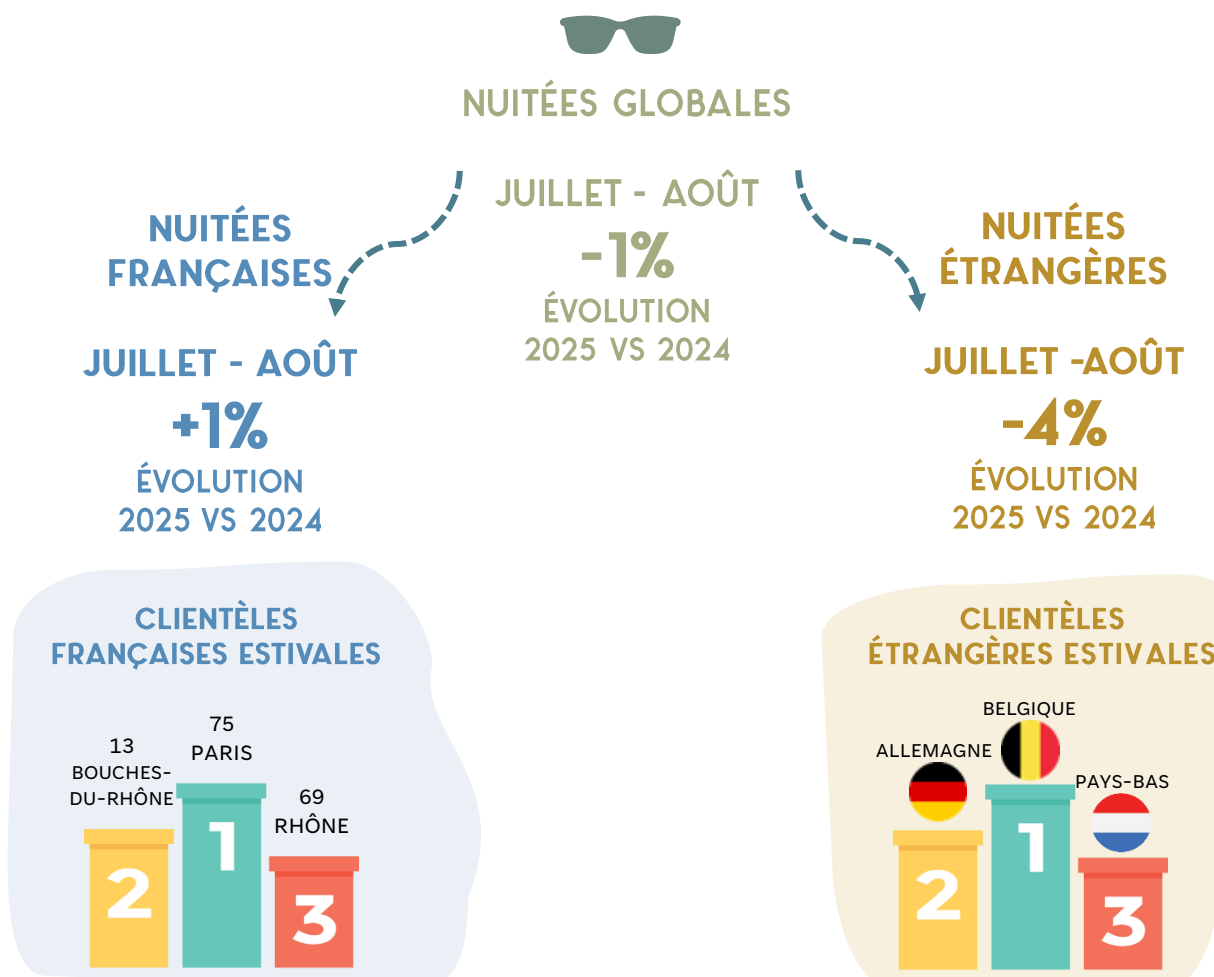 NUITÉES GLOBALES
JUILLET - AOÛT
-1%
ÉVOLUTION
2025 VS 2024
NUITÉES
FRANÇAISES
JUILLET - AOÛT
+1%
ÉVOLUTION
2025 VS 2024
CLIENTÈLES
FRANÇAISES ESTIVALES
13
BOUCHES-
DU-RHÔNE
2
75
PARIS
1
69
RHÔNE
3
NUITÉES
ÉTRANGÈRES
JUILLET -AOÛT
-4%
ÉVOLUTION
2025 VS 2024
CLIENTÈLES
ÉTRANGÈRES ESTIVALES
ALLEMAGNE
2
BELGIQUE
1
PAYS-BAS
3